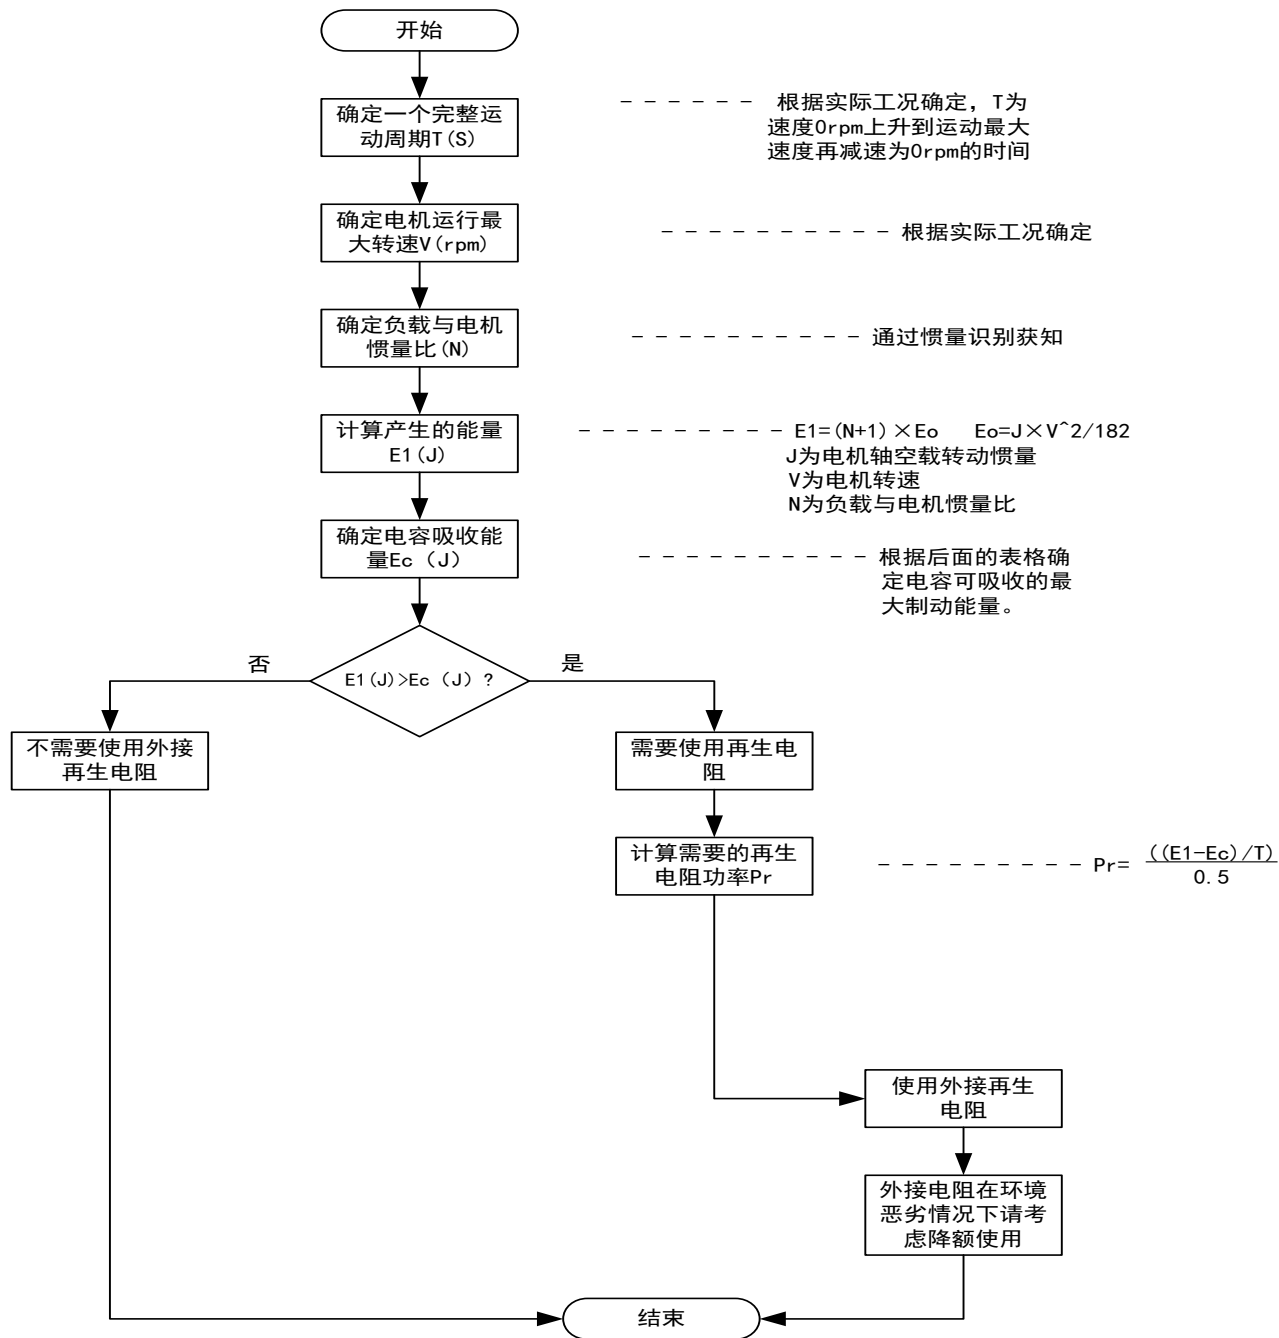 开始
确定一个完整运
动周期T(S)
- - - - - - 根据实际工况确定，T为
速度0rpm上升到运动最大
速度再减速为0rpm的时间
确定电机运行最
大转速V(rpm)
- - - - - - - - - - 根据实际工况确定
确定负载与电机
惯量比(N)
- - - - - - - - - - 通过惯量识别获知
计算产生的能量
E1(J)
- - - - - - - - - E1=(N+1)×Eo Eo=J×V^2/182
J为电机轴空载转动惯量
V为电机转速
N为负载与电机惯量比
确定电容吸收能
量Ec（J）
- - - - - - - - - - 根据后面的表格确
定电容可吸收的最
大制动能量。
E1(J)>Ec（J）?
否
是
不需要使用外接
再生电阻
需要使用再生电
阻
计算需要的再生
电阻功率Pr
- - - - - - - - - Pr= ((E1-Ec)/T)
0.5
使用外接再生
电阻
外接电阻在环境
恶劣情况下请考
虑降额使用
结束